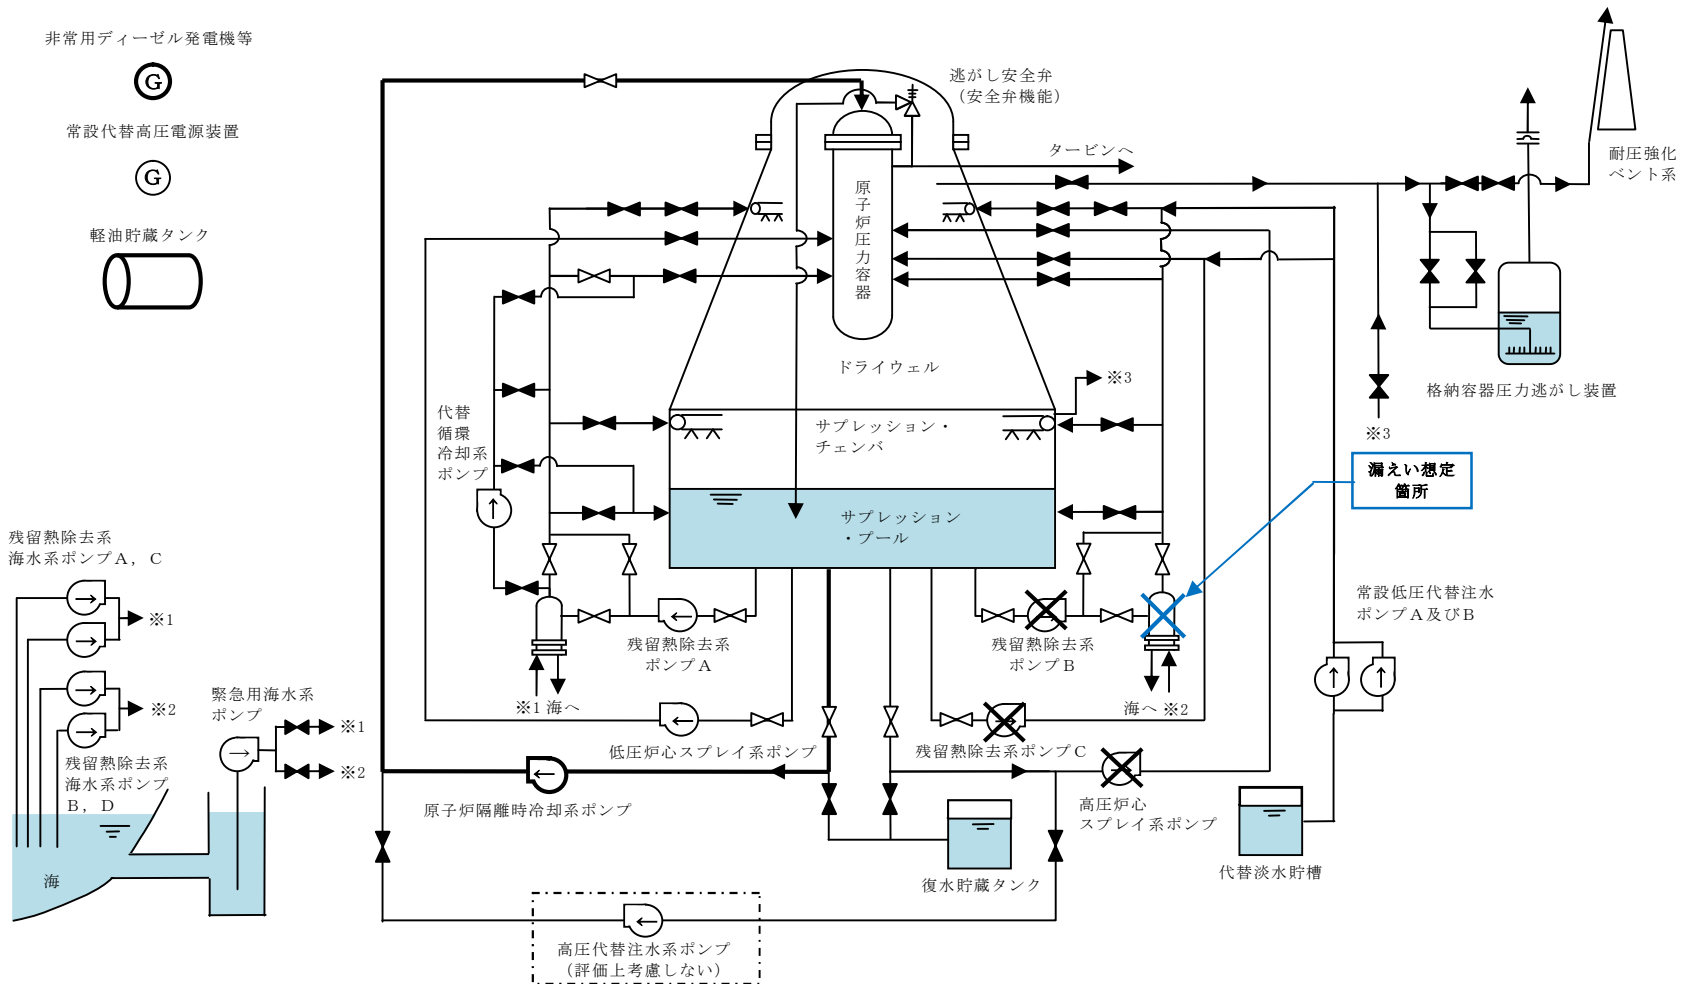 非常用ディーゼル発電機等
G
常設代替高圧電源装置
G
軽油貯蔵タンク
逃がし安全弁
（安全弁機能）
タービンへ
耐圧強化
ベント系
原子炉圧力容器
ドライウェル
※3
格納容器圧力逃がし装置
※3
代替
循環
冷却系
ポンプ
サプレッション・
チェンバ
漏えい想定
箇所
サプレッション
・プール
残留熱除去系
海水系ポンプA，C
※1
※2
残留熱除去系
海水系ポンプ
B，D
緊急用海水系
ポンプ
※1
※2
海
残留熱除去系
ポンプA
※1 海へ
低圧炉心スプレイ系ポンプ
原子炉隔離時冷却系ポンプ
残留熱除去系
ポンプB
海へ ※2
残留熱除去系ポンプC
高圧炉心
スプレイ系ポンプ
常設低圧代替注水
ポンプA及びB
復水貯蔵タンク
代替淡水貯槽
高圧代替注水系ポンプ
（評価上考慮しない）